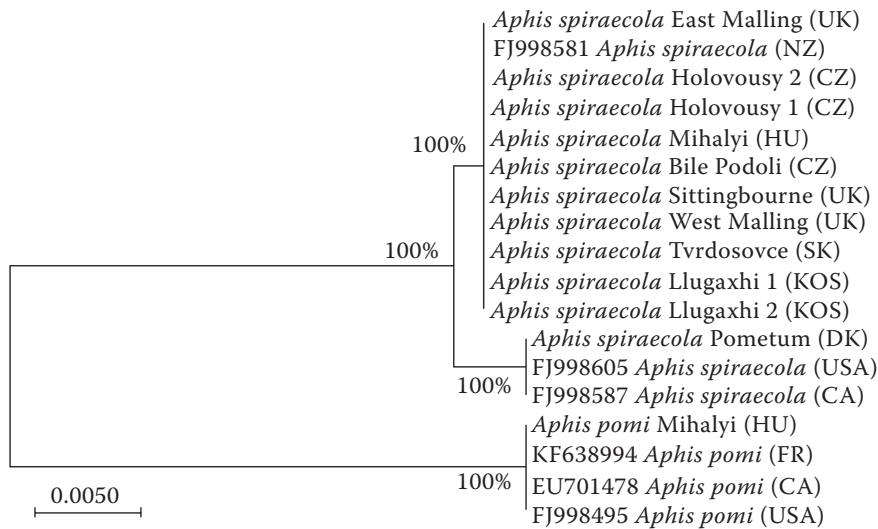 Aphis spiraecola East Malling (UK)
FJ998581 Aphis spiraecola (NZ)
Aphis spiraecola Holovousy 2 (CZ)
Aphis spiraecola Holovousy 1 (CZ)
100%
Aphis spiraecola Mihalyi (HU)
Aphis spiraecola Bile Podoli (CZ)
Aphis spiraecola Sittingbourne (UK)
Aphis spiraecola West Malling (UK)
100%
Aphis spiraecola Tvrdosovce (SK)
Aphis spiraecola Llugaxhi 1 (KOS)
Aphis spiraecola Llugaxhi 2 (KOS)
Aphis spiraecola Pometum (DK)
FJ998605 Aphis spiraecola (USA)
100%
FJ998587 Aphis spiraecola (CA)
Aphis pomi Mihalyi (HU)
KF638994 Aphis pomi (FR)
100%
EU701478 Aphis pomi (CA)
0.0050
FJ998495 Aphis pomi (USA)